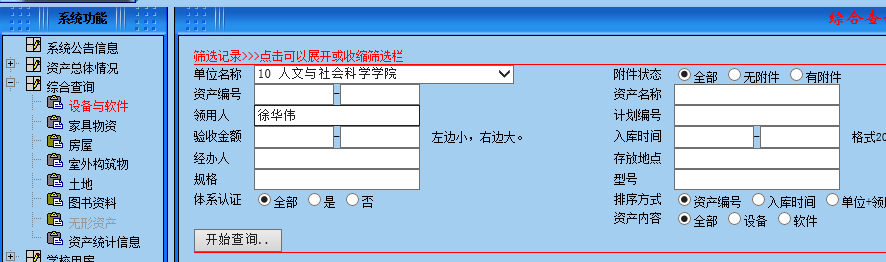 系统功能
系统公告信息
资产总体情况
综合查询
设备与软件
家具物资
房屋
室外构筑物
土地
图书资料
无形资产
资产统计信息
学校用房
综合查
筛选记录>>>点击可以展开或收缩筛选栏
单位名称 10 人文与社会科学学院 附件状态 全部 无附件 有附件
资产编号 - 资产名称
领用人 徐华伟 计划编号
验收金额 - 左边小，右边大。 入库时间 - 格式20
经办人 存放地点
规格 型号
体系认证 全部 是 否 排序方式 资产编号 入库时间 单位+领用
资产内容 全部 设备 软件
开始查询..